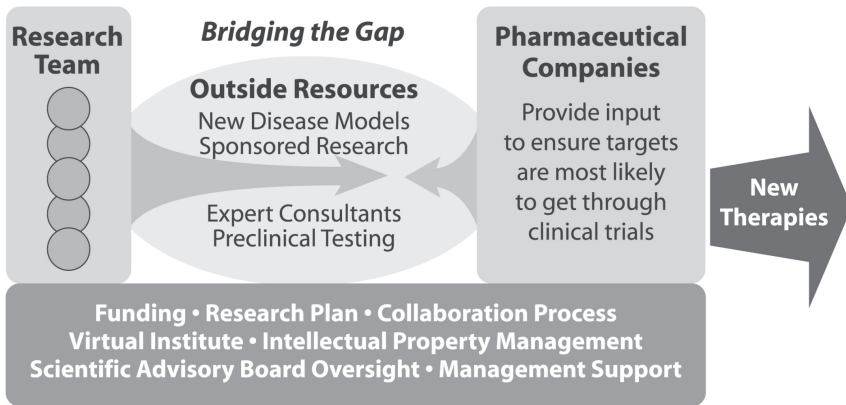 Research
Team
Bridging the Gap
Outside Resources
New Disease Models
Sponsored Research
Expert Consultants
Preclinical Testing
Pharmaceutical
Companies
Provide input
to ensure targets
are most likely
to get through
clinical trials
New
Therapies
Funding • Research Plan • Collaboration Process
Virtual Institute • Intellectual Property Management
Scientific Advisory Board Oversight • Management Support